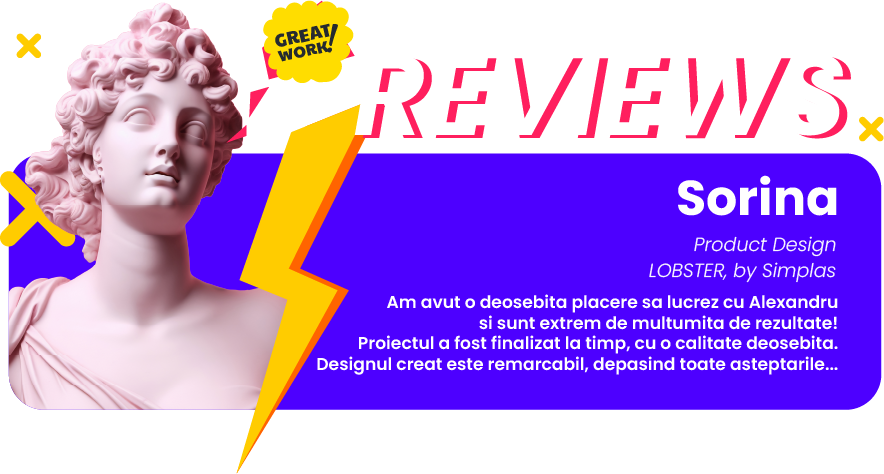 GREAT
WORK!
REVIEWS
Sorina
Product Design
LOBSTER, by Simplas
Am avut o deosebita placere sa lucrez cu Alexandru
si sunt extrem de multumita de rezultate!
Proiectul a fost finalizat la timp, cu o calitate deosebita.
Designul creat este remarcabil, depasind toate asteptarile...